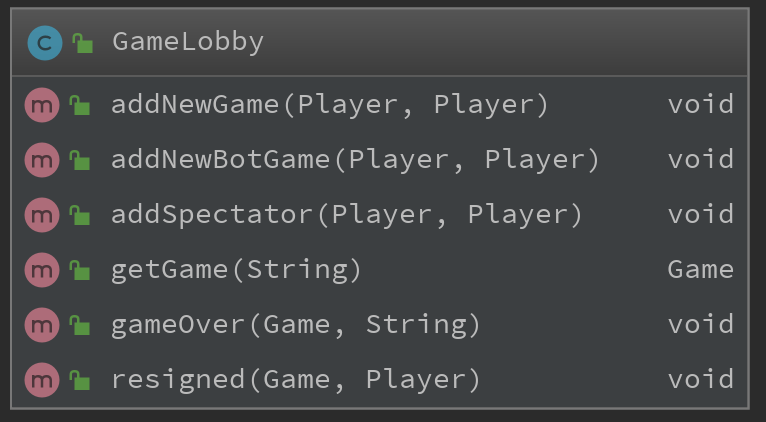 C GameLobby
m addNewGame(Player, Player) void
m addNewBotGame(Player, Player) void
m addSpectator(Player, Player) void
m getGame(String) Game
m gameOver(Game, String) void
m resigned(Game, Player) void